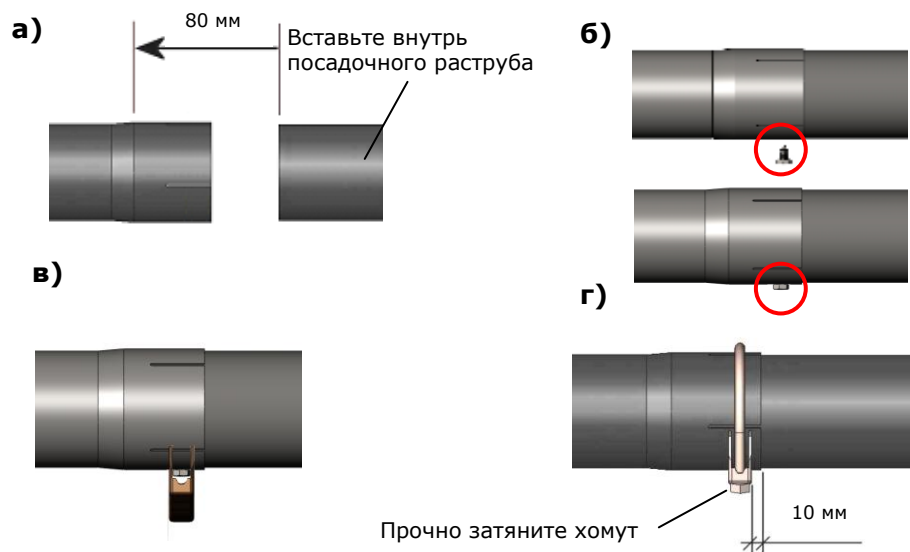 а)
80 мм
Вставьте внутрь
посадочного раструба
б)
в)
г)
Прочно затяните хомут
10 мм